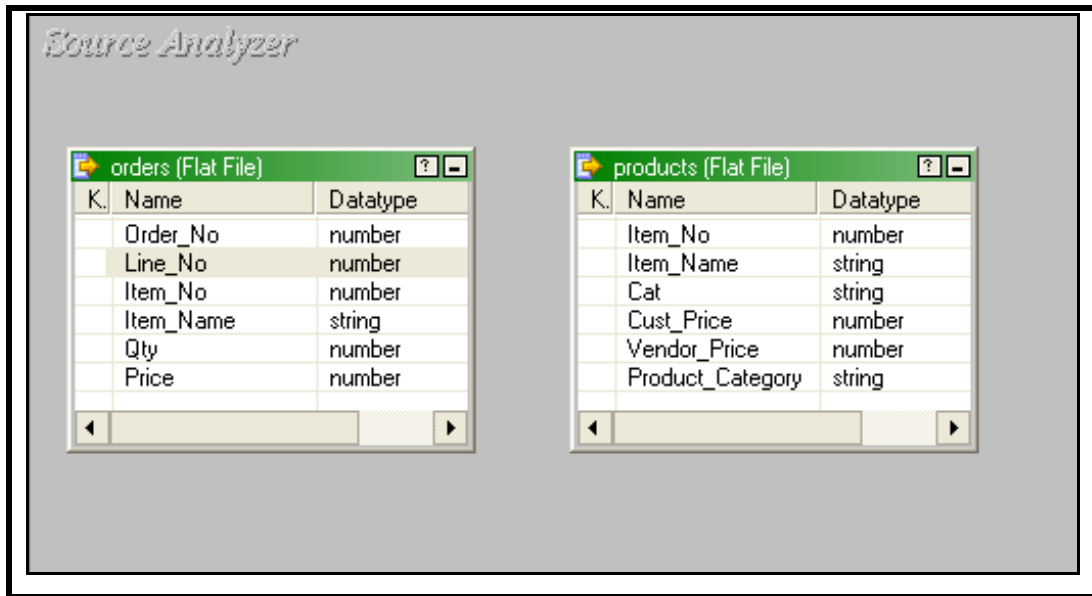 Source Analyzer
orders (Flat File)
K. Name Datatype
Order_No number
Line_No number
Item_No number
Item_Name string
Qty number
Price number
products (Flat File)
K. Name Datatype
Item_No number
Item_Name string
Cat string
Cust_Price number
Vendor_Price number
Product_Category string